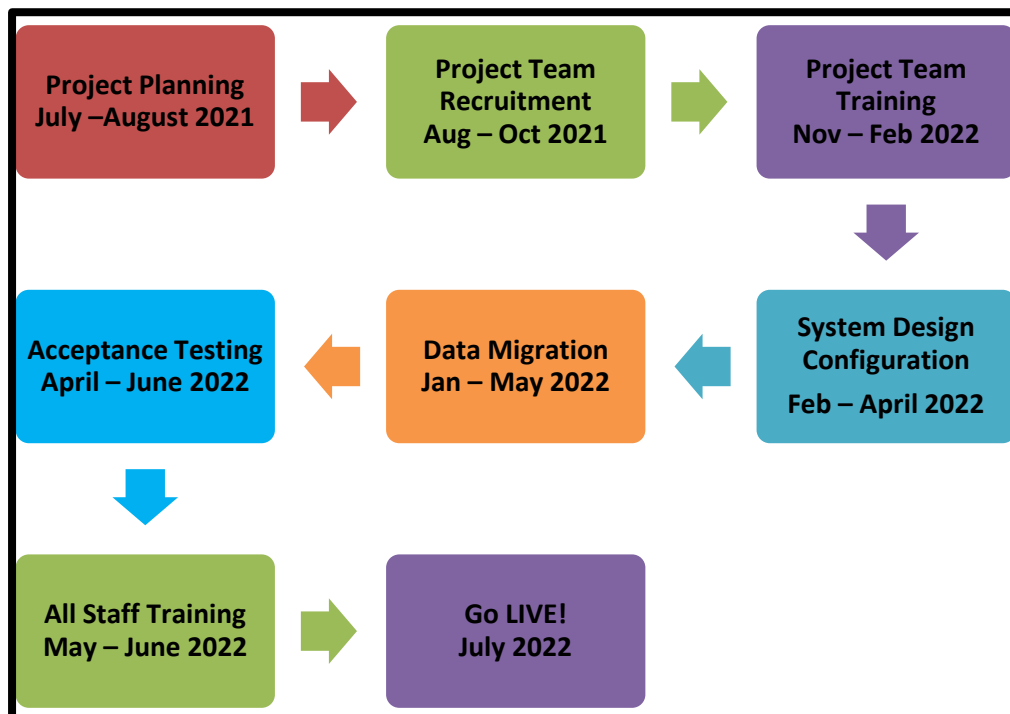 Project Planning
July –August 2021
Project Team
Recruitment
Aug – Oct 2021
Project Team
Training
Nov – Feb 2022
System Design
Configuration
Feb – April 2022
Data Migration
Jan – May 2022
Acceptance Testing
April – June 2022
All Staff Training
May – June 2022
Go LIVE!
July 2022